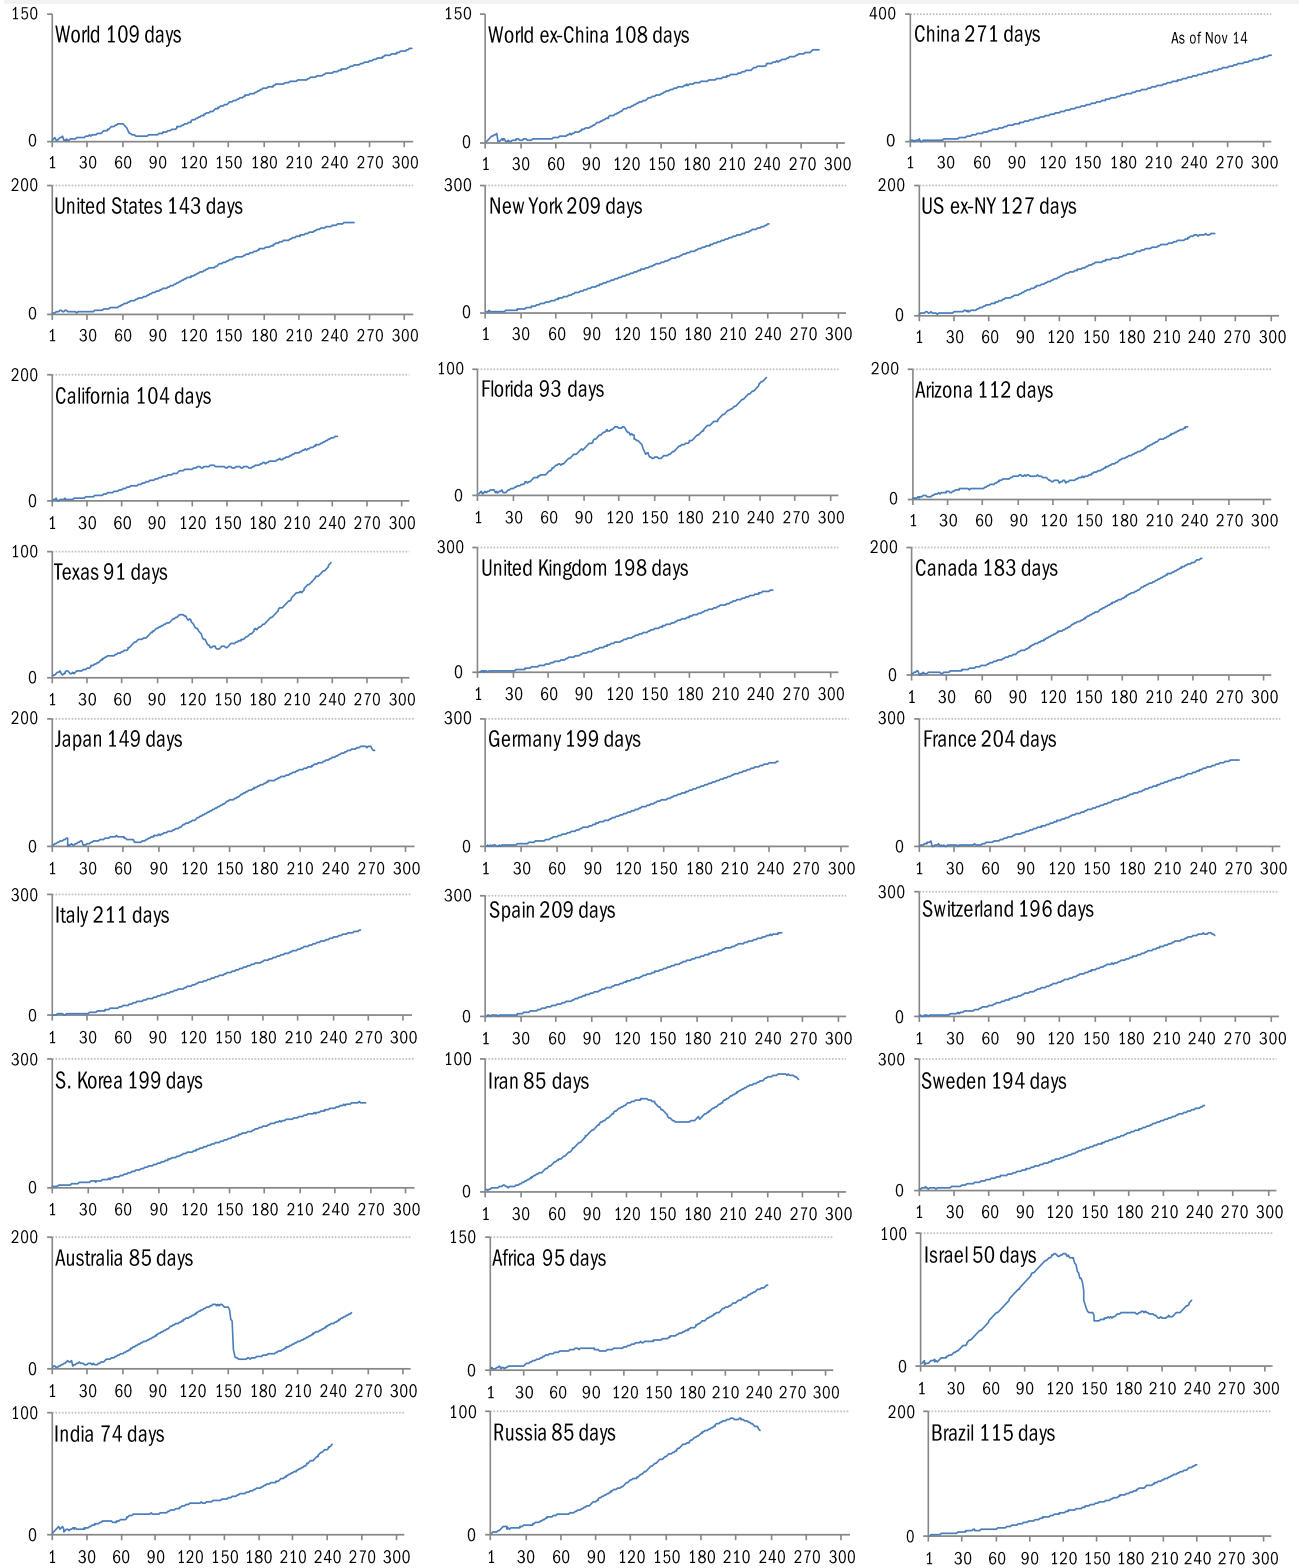 150 150 400
World 109 days World ex-China 108 days China 271 days As of Nov 14
0 0 0
1 30 60 90 120 150 180 210 240 270 300 1 30 60 90 120 150 180 210 240 270 300 1 30 60 90 120 150 180 210 240 270 300
200 300 200
United States 143 days New York 209 days US ex-NY 127 days
0 0 0
1 30 60 90 120 150 180 210 240 270 300 1 30 60 90 120 150 180 210 240 270 300 1 30 60 90 120 150 180 210 240 270 300
200 100 200
California 104 days Florida 93 days Arizona 112 days
0 0 0
1 30 60 90 120 150 180 210 240 270 300 1 30 60 90 120 150 180 210 240 270 300 1 30 60 90 120 150 180 210 240 270 300
100 300 200
Texas 91 days United Kingdom 198 days Canada 183 days
0 0 0
1 30 60 90 120 150 180 210 240 270 300 1 30 60 90 120 150 180 210 240 270 300 1 30 60 90 120 150 180 210 240 270 300
200 300 300
Japan 149 days Germany 199 days France 204 days
0 0 0
1 30 60 90 120 150 180 210 240 270 300 1 30 60 90 120 150 180 210 240 270 300 1 30 60 90 120 150 180 210 240 270 300
300 300 300
Italy 211 days Spain 209 days Switzerland 196 days
0 0 0
1 30 60 90 120 150 180 210 240 270 300 1 30 60 90 120 150 180 210 240 270 300 1 30 60 90 120 150 180 210 240 270 300
300 100 300
S. Korea 199 days Iran 85 days Sweden 194 days
0 0 0
1 30 60 90 120 150 180 210 240 270 300 1 30 60 90 120 150 180 210 240 270 300 1 30 60 90 120 150 180 210 240 270 300
200 150 100
Australia 85 days Africa 95 days Israel 50 days
0 0 0
1 30 60 90 120 150 180 210 240 270 300 1 30 60 90 120 150 180 210 240 270 300 1 30 60 90 120 150 180 210 240 270 300
100 100 200
India 74 days Russia 85 days Brazil 115 days
0 0 0
1 30 60 90 120 150 180 210 240 270 300 1 30 60 90 120 150 180 210 240 270 300 1 30 60 90 120 150 180 210 240 270 300